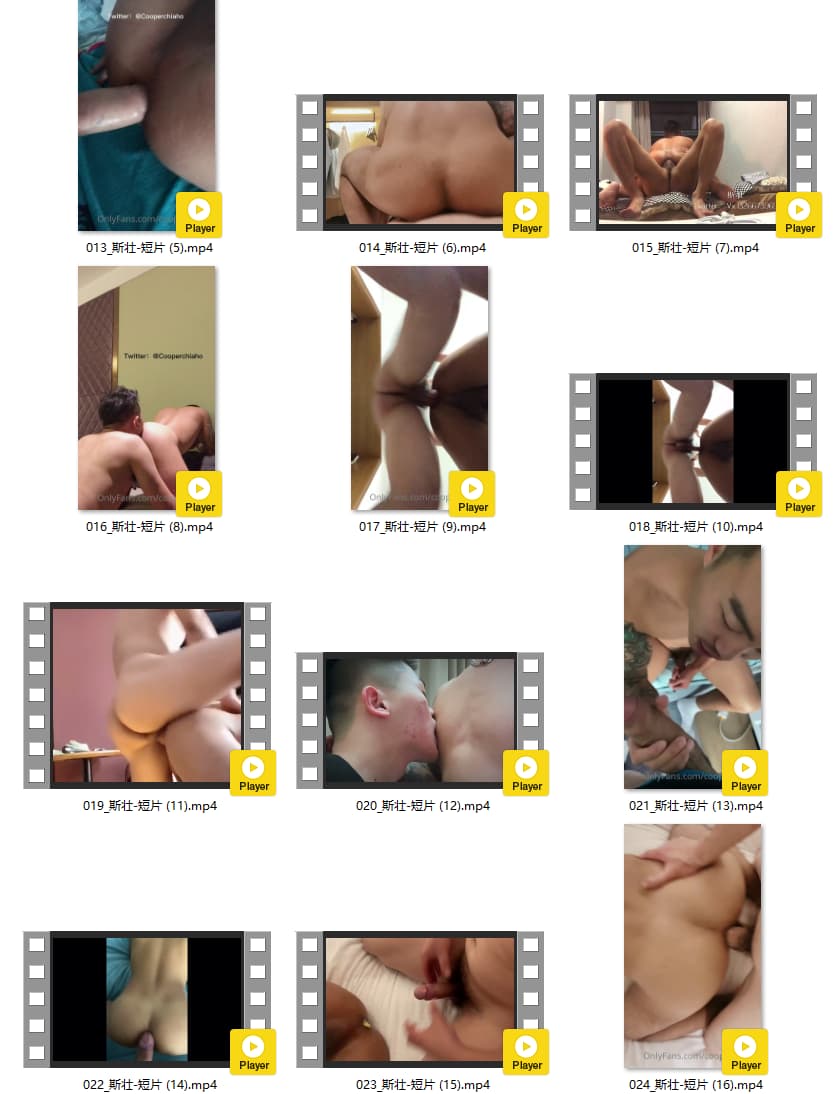 Twitter: @Cooperchiaho
OnlyFans.com/coop
Player
Player
斯壮
Player
013_斯壮-短片 (5).mp4
014_斯壮-短片 (6).mp4
015_斯壮-短片 (7).mp4
Twitter: @Cooperchiaho
OnlyFans.com/coop
Player
OnlyFans.com/coop
Player
Player
016_斯壮-短片 (8).mp4
017_斯壮-短片 (9).mp4
018_斯壮-短片 (10).mp4
Player
Player
OnlyFans.com/coop
Player
019_斯壮-短片 (11).mp4
020_斯壮-短片 (12).mp4
021_斯壮-短片 (13).mp4
Player
Player
OnlyFans.com/coop
Player
022_斯壮-短片 (14).mp4
023_斯壮-短片 (15).mp4
024_斯壮-短片 (16).mp4